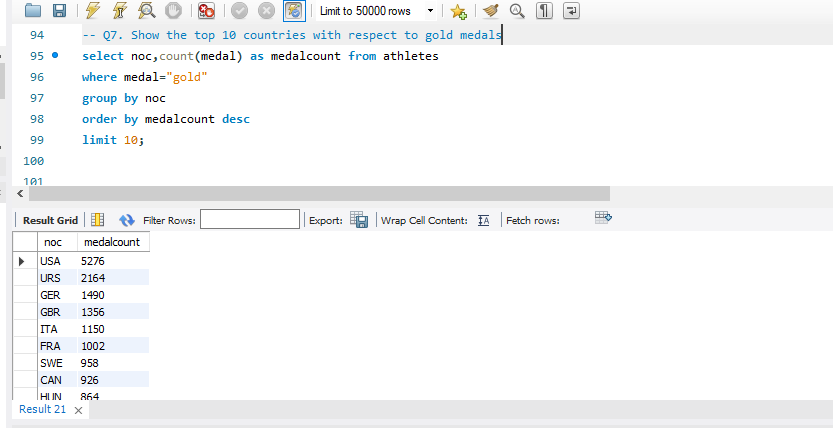 Limit to 50000 rows
94 -- Q7. Show the top 10 countries with respect to gold medals
95 select noc,count(medal) as medalcount from athletes
96 where medal="gold"
97 group by noc
98 order by medalcount desc
99 limit 10;
100
101
Result Grid Filter Rows: Export: Wrap Cell Content: Fetch rows:
noc medalcount
USA 5276
URS 2164
GER 1490
GBR 1356
ITA 1150
FRA 1002
SWE 958
CAN 926
HUN 864
Result 21